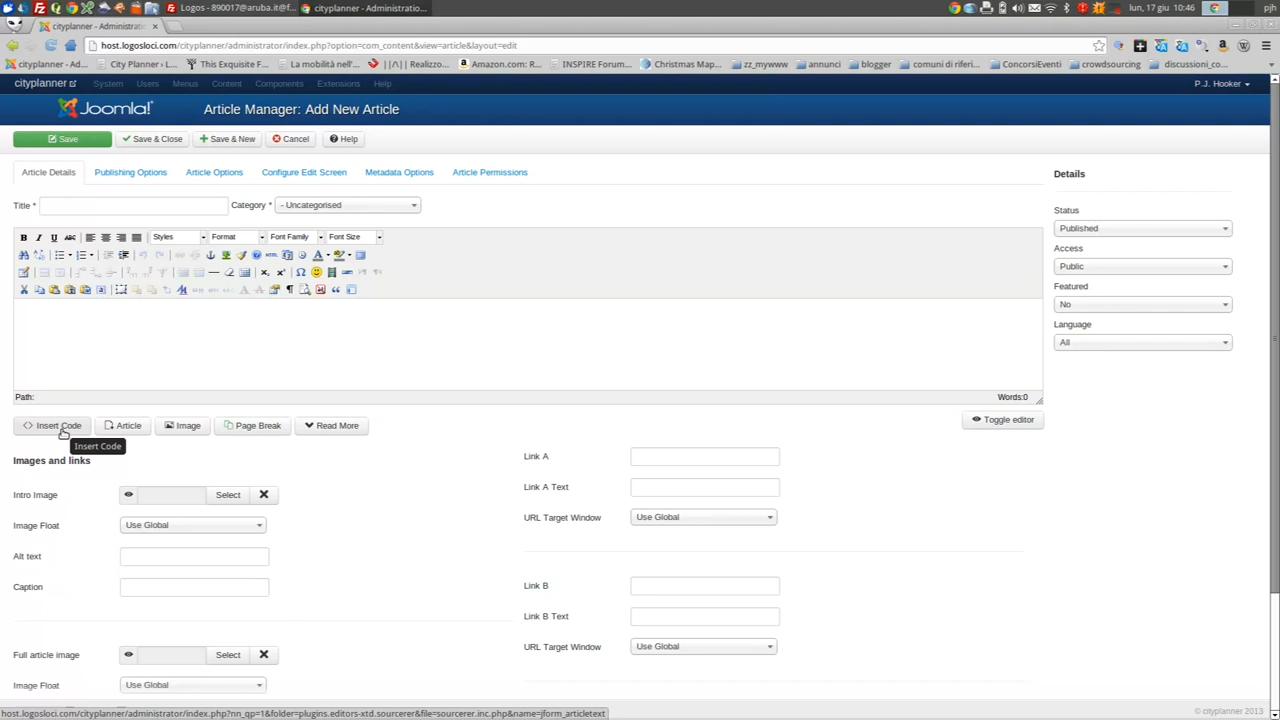 Logos - 890017@aruba.it@f...
cityplanner - Administratio...
lun, 17 giu
10:46
pjh
cityplanner - Administration
host.logosloci.com/cityplanner/administrator/index.php?option=com_content&view=article&layout=edit
cityplanner - Ad...
City Planner › L...
This Exquisite F...
La mobilità nell'...
||/\|| Realizzo...
Amazon.com: R...
INSPIRE Forum...
Christmas Map...
zz_mywww
annunci
blogger
comuni di riferi...
ConcorsiEventi
crowdsourcing
discussioni_co...
cityplanner
System
Users
Menus
Content
Components
Extensions
Help
P.J. Hooker
Joomla!
Article Manager: Add New Article
Save
Save & Close
Save & New
Cancel
Help
Article Details
Publishing Options
Article Options
Configure Edit Screen
Metadata Options
Article Permissions
Details
Title *
Category *
- Uncategorised
Status
Published
Access
Public
Featured
No
Language
All
B I U ABC
Styles
Format
Font Family
Font Size
HTML
Path:
Words:0
Insert Code
Article
Image
Page Break
Read More
Toggle editor
Insert Code
Images and links
Intro Image
Select
Image Float
Use Global
Alt text
Caption
Full article image
Select
Image Float
Use Global
Link A
Link A Text
URL Target Window
Use Global
Link B
Link B Text
URL Target Window
Use Global
host.logosloci.com/cityplanner/administrator/index.php?nn_qp=1&folder=plugins.editors-xtd.sourcerer&file=sourcerer.inc.php&name=jform_articletext
© cityplanner 2013